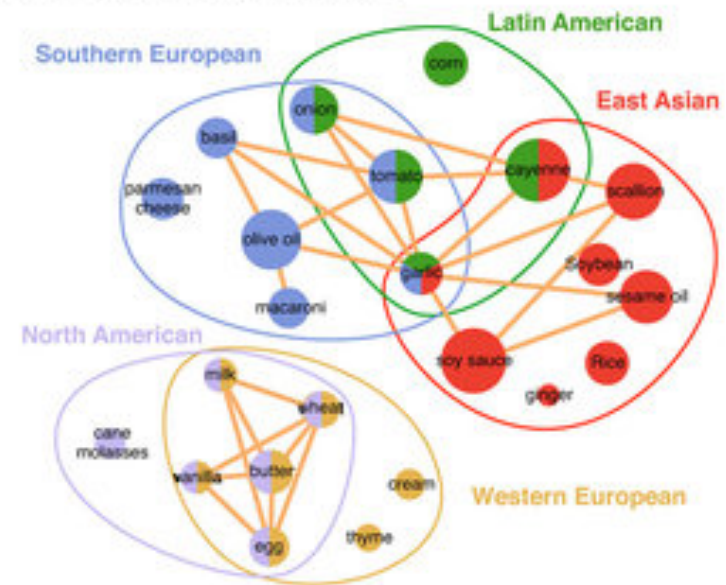 Latin American
Southern European
corn
East Asian
onion
basil
tomato
cayenne
scallion
parmesan
cheese
olive oil
garlic
Soybean
sesame oil
macaroni
North American
milk
soy sauce
Rice
ginger
wheat
cane
molasses
vanilla
butter
cream
Western European
egg
thyme